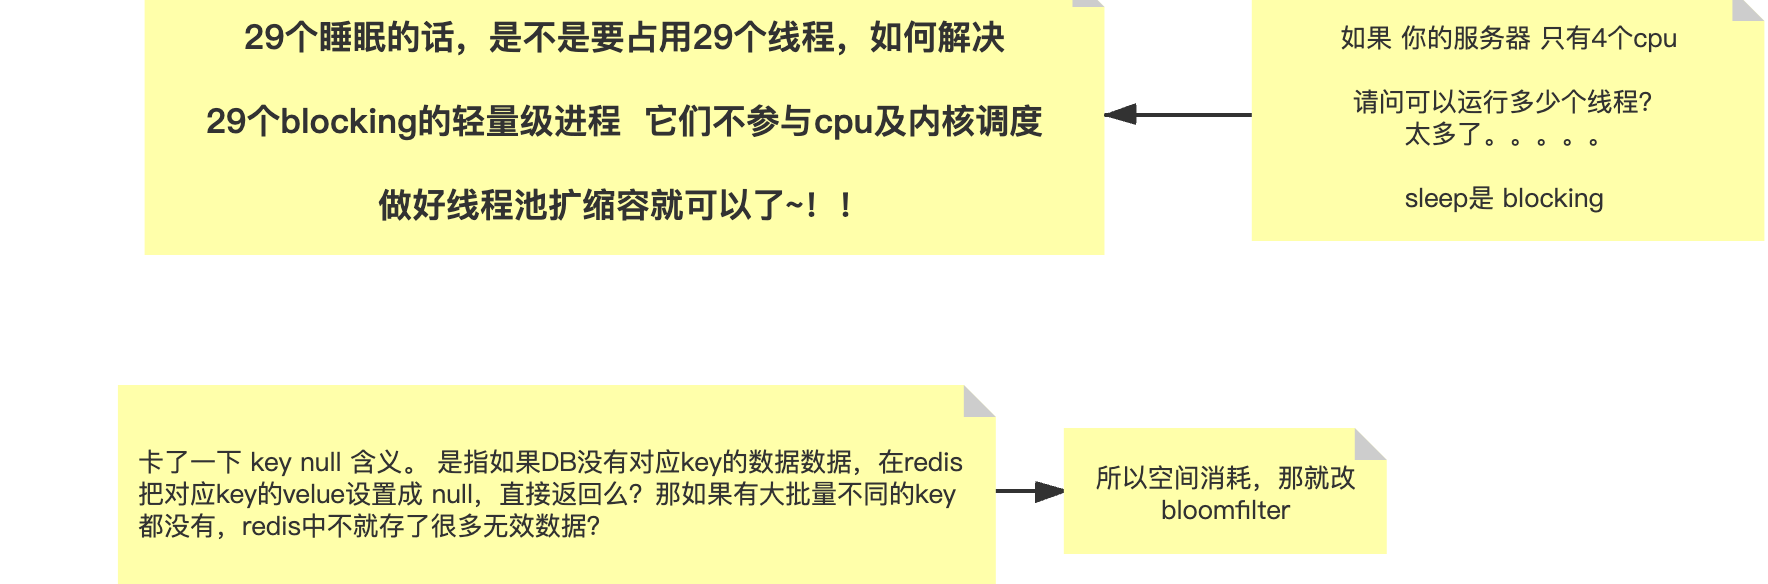 29个睡眠的话，是不是要占用29个线程，如何解决
29个blocking的轻量级进程 它们不参与cpu及内核调度
做好线程池扩缩容就可以了~！！
如果 你的服务器 只有4个cpu
请问可以运行多少个线程？
太多了。。。。。
sleep是 blocking
卡了一下 key null 含义。 是指如果DB没有对应key的数据数据，在redis
把对应key的velue设置成 null，直接返回么？那如果有大批量不同的key
都没有，redis中不就存了很多无效数据？
所以空间消耗，那就改
bloomfilter